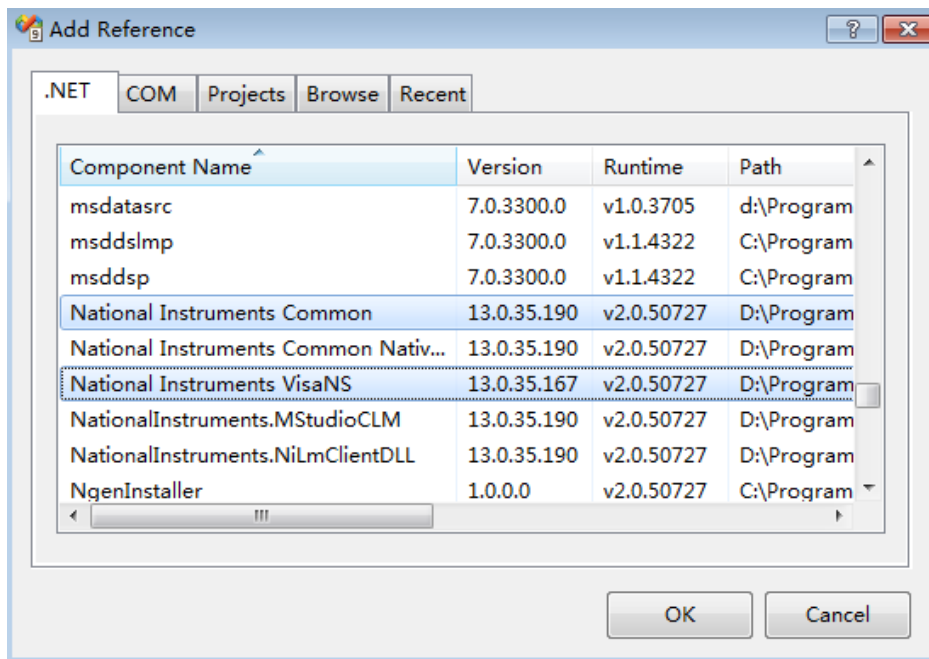 Add Reference
.NET COM Projects Browse Recent
Component Name Version Runtime Path
msdatasrc 7.0.3300.0 v1.0.3705 d:\Program
msddslmp 7.0.3300.0 v1.1.4322 C:\Program
msddsp 7.0.3300.0 v1.1.4322 C:\Program
National Instruments Common 13.0.35.190 v2.0.50727 D:\Program
National Instruments Common Nativ... 13.0.35.190 v2.0.50727 D:\Program
National Instruments VisaNS 13.0.35.167 v2.0.50727 D:\Program
NationalInstruments.MStudioCLM 13.0.35.190 v2.0.50727 D:\Program
NationalInstruments.NiLmClientDLL 13.0.35.190 v2.0.50727 D:\Program
NgenInstaller 1.0.0.0 v2.0.50727 C:\Program
OK Cancel